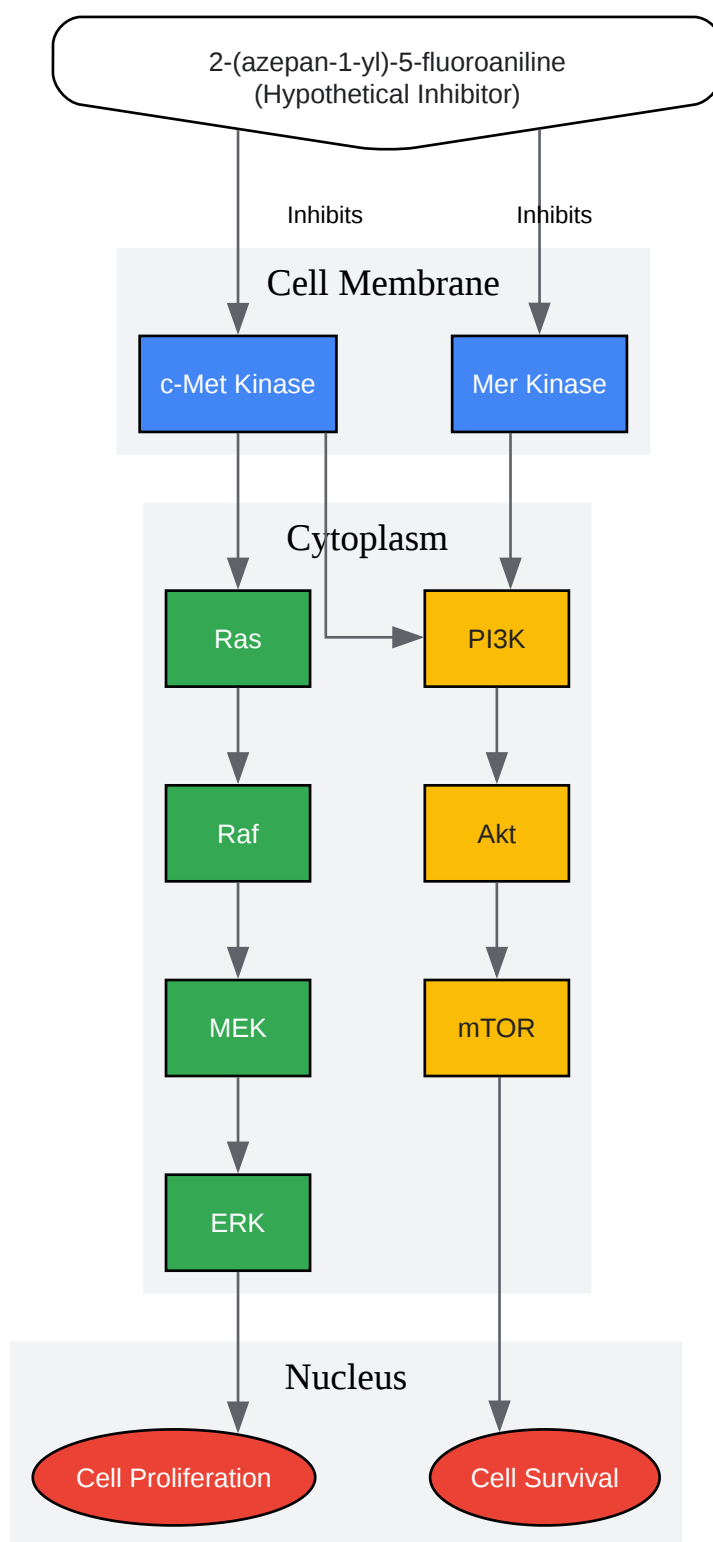 2-(azepan-1-yl)-5-fluoroaniline
(Hypothetical Inhibitor)
Inhibits
Inhibits
Cell Membrane
c-Met Kinase
Mer Kinase
Cytoplasm
Ras
PI3K
Raf
Akt
MEK
mTOR
ERK
Nucleus
Cell Proliferation
Cell Survival